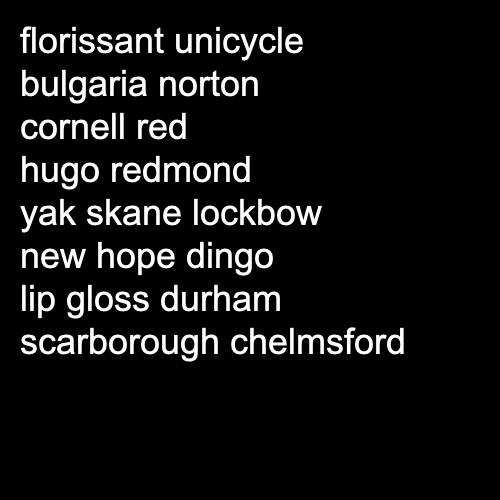 florissant unicycle
bulgaria norton
cornell red
hugo redmond
yak skane lockbow
new hope dingo
lip gloss durham
scarborough chelmsford